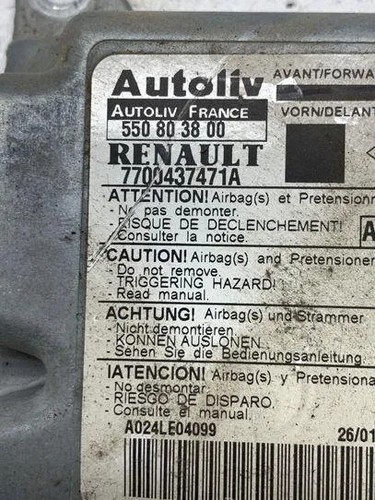 Autoliv
AVANT/FORWA
AUTOLIV FRANCE
VORN/DELANT
550 80 38 00
RENAULT
7700437471A
ATTENTION! Airbag(s) et Pretensionn
- No pas demonter.
- RISQUE DE DECLENCHEMENT!
- Consulter la notice.
A
CAUTION! Airbag(s) and Pretensioner
- Do not remove.
- TRIGGERING HAZARD!
- Read manual.
ACHTUNG! Airbag(s) und Strammer
- Nicht demontieren.
- KONNEN AUSLONEN.
- Sehen Sie die Bedienungsanleitung.
!ATENCION! Airbag(s) y Pretensiona
- No desmontar.
- RIESGO DE DISPARO.
- Consulte el manual.
A024LE04099
26/01